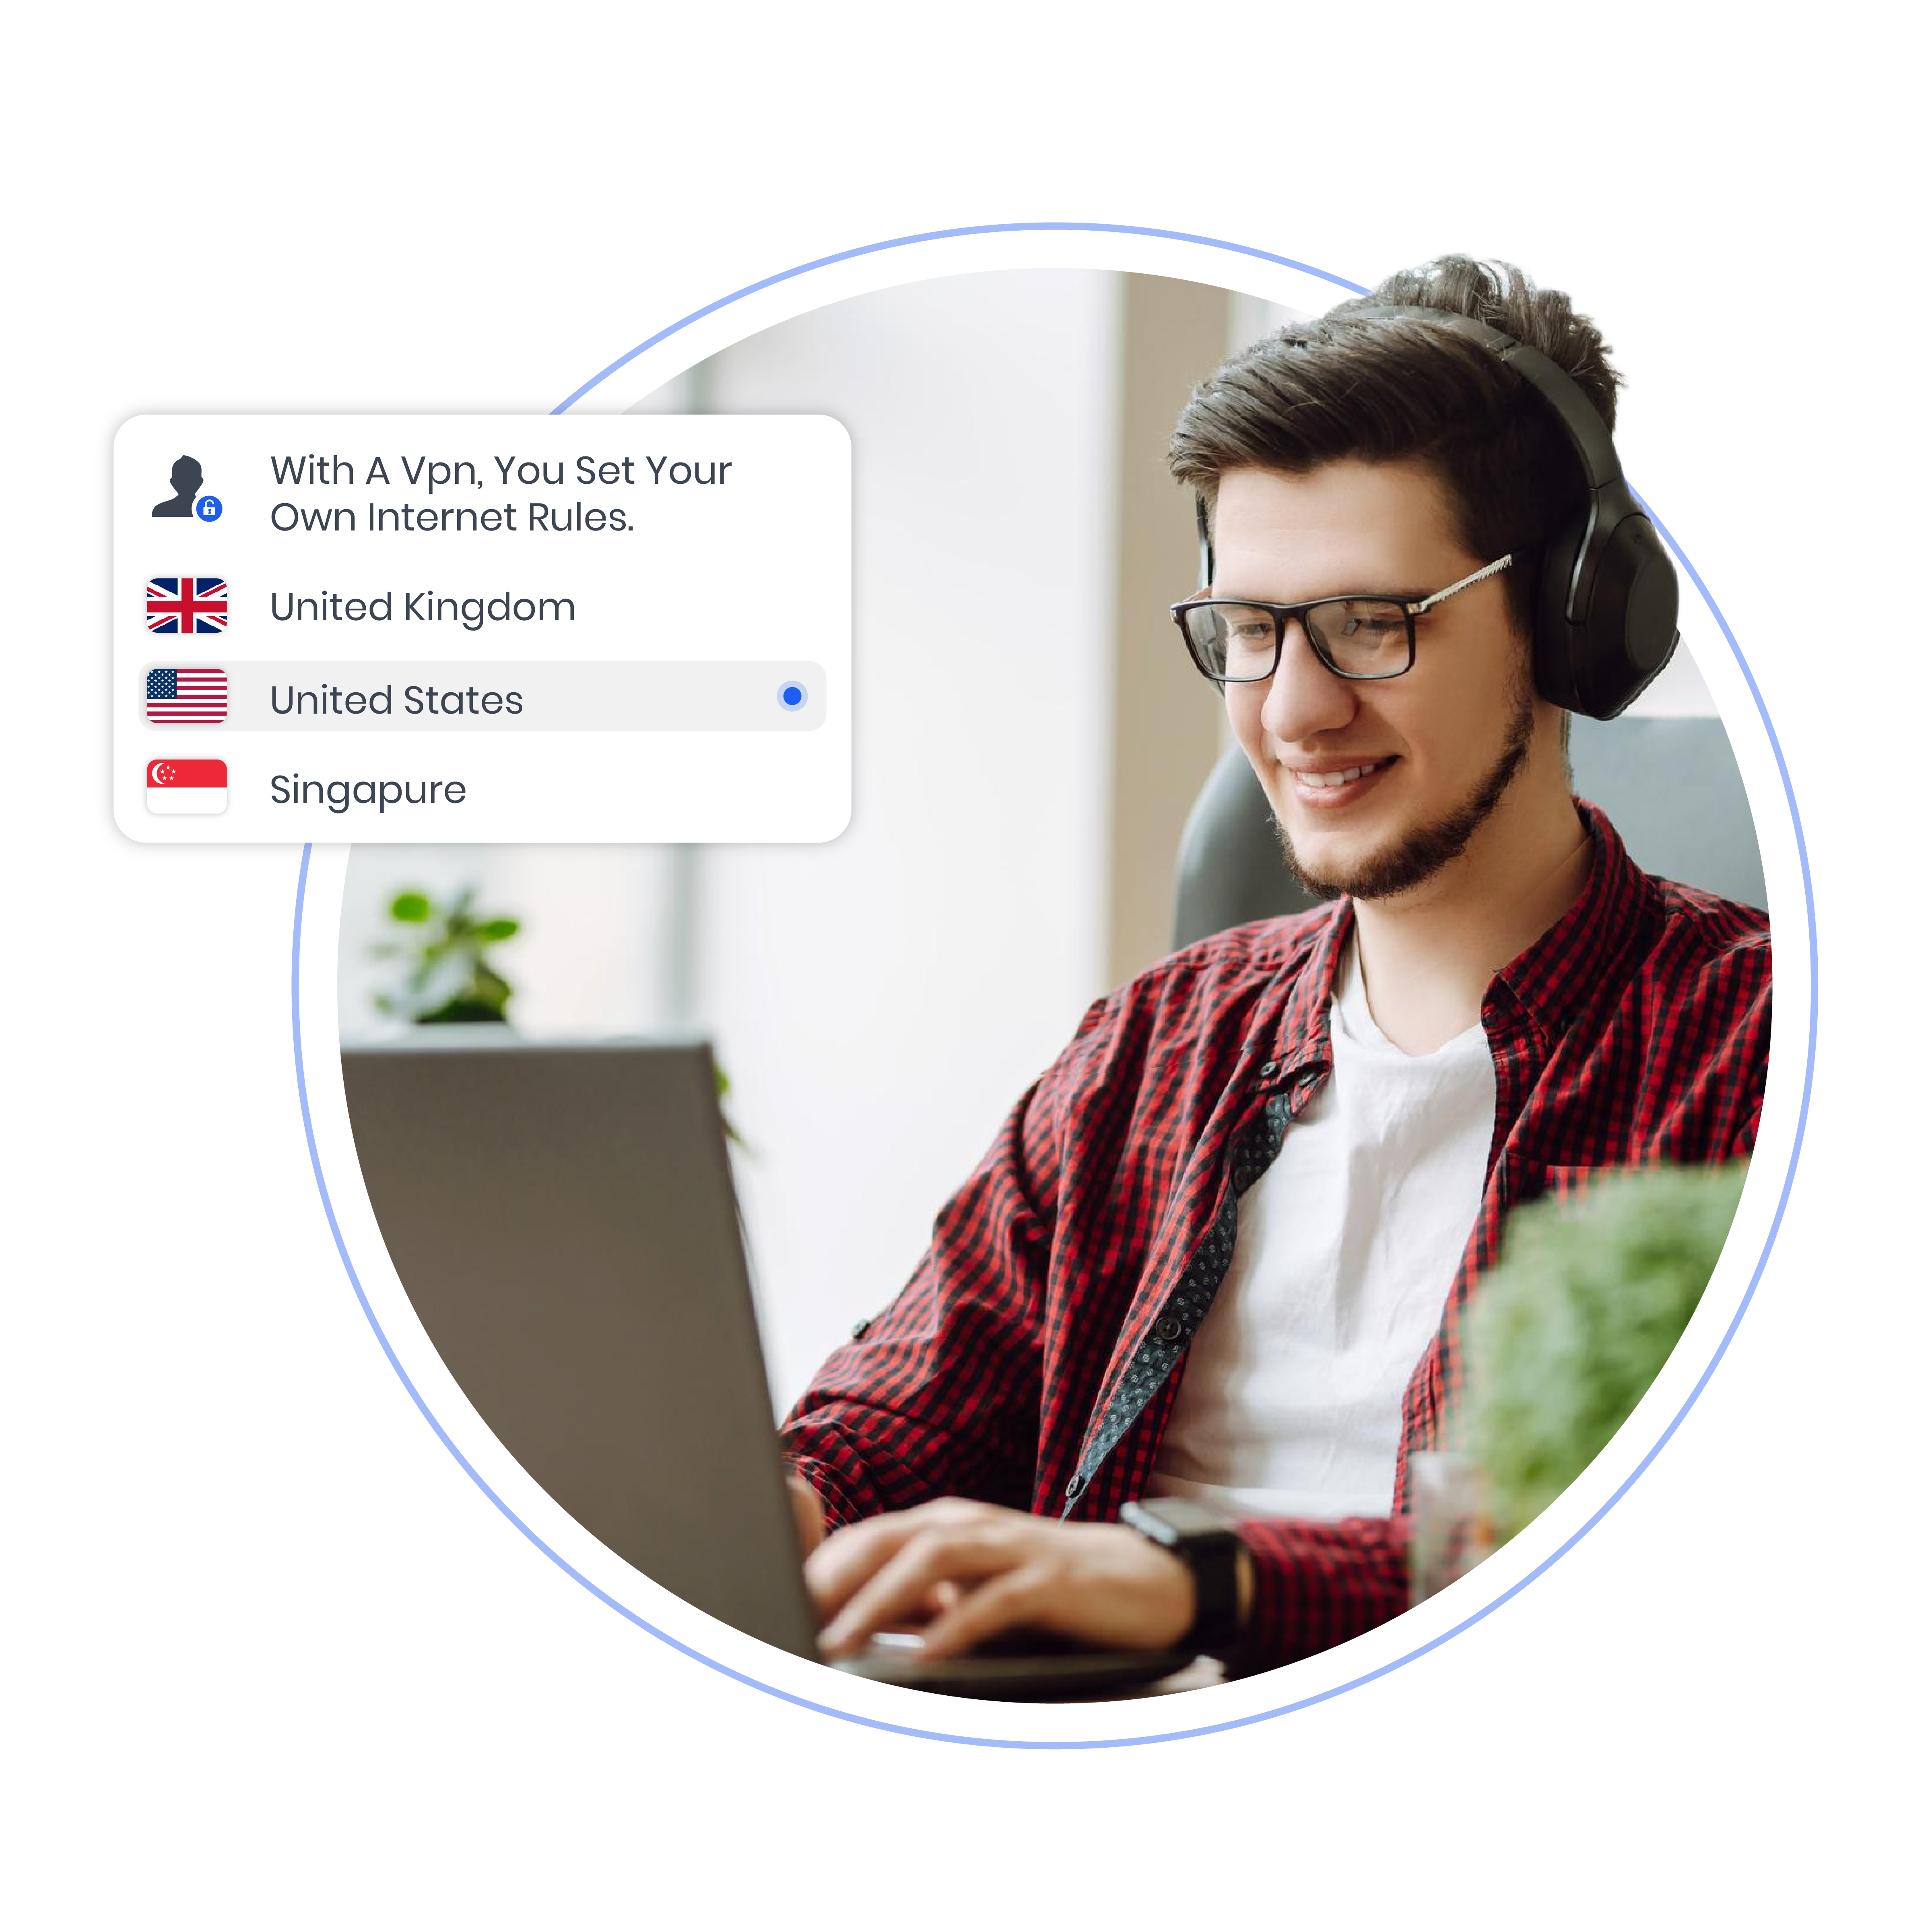 With A Vpn, You Set Your
Own Internet Rules.
United Kingdom
United States
Singapure